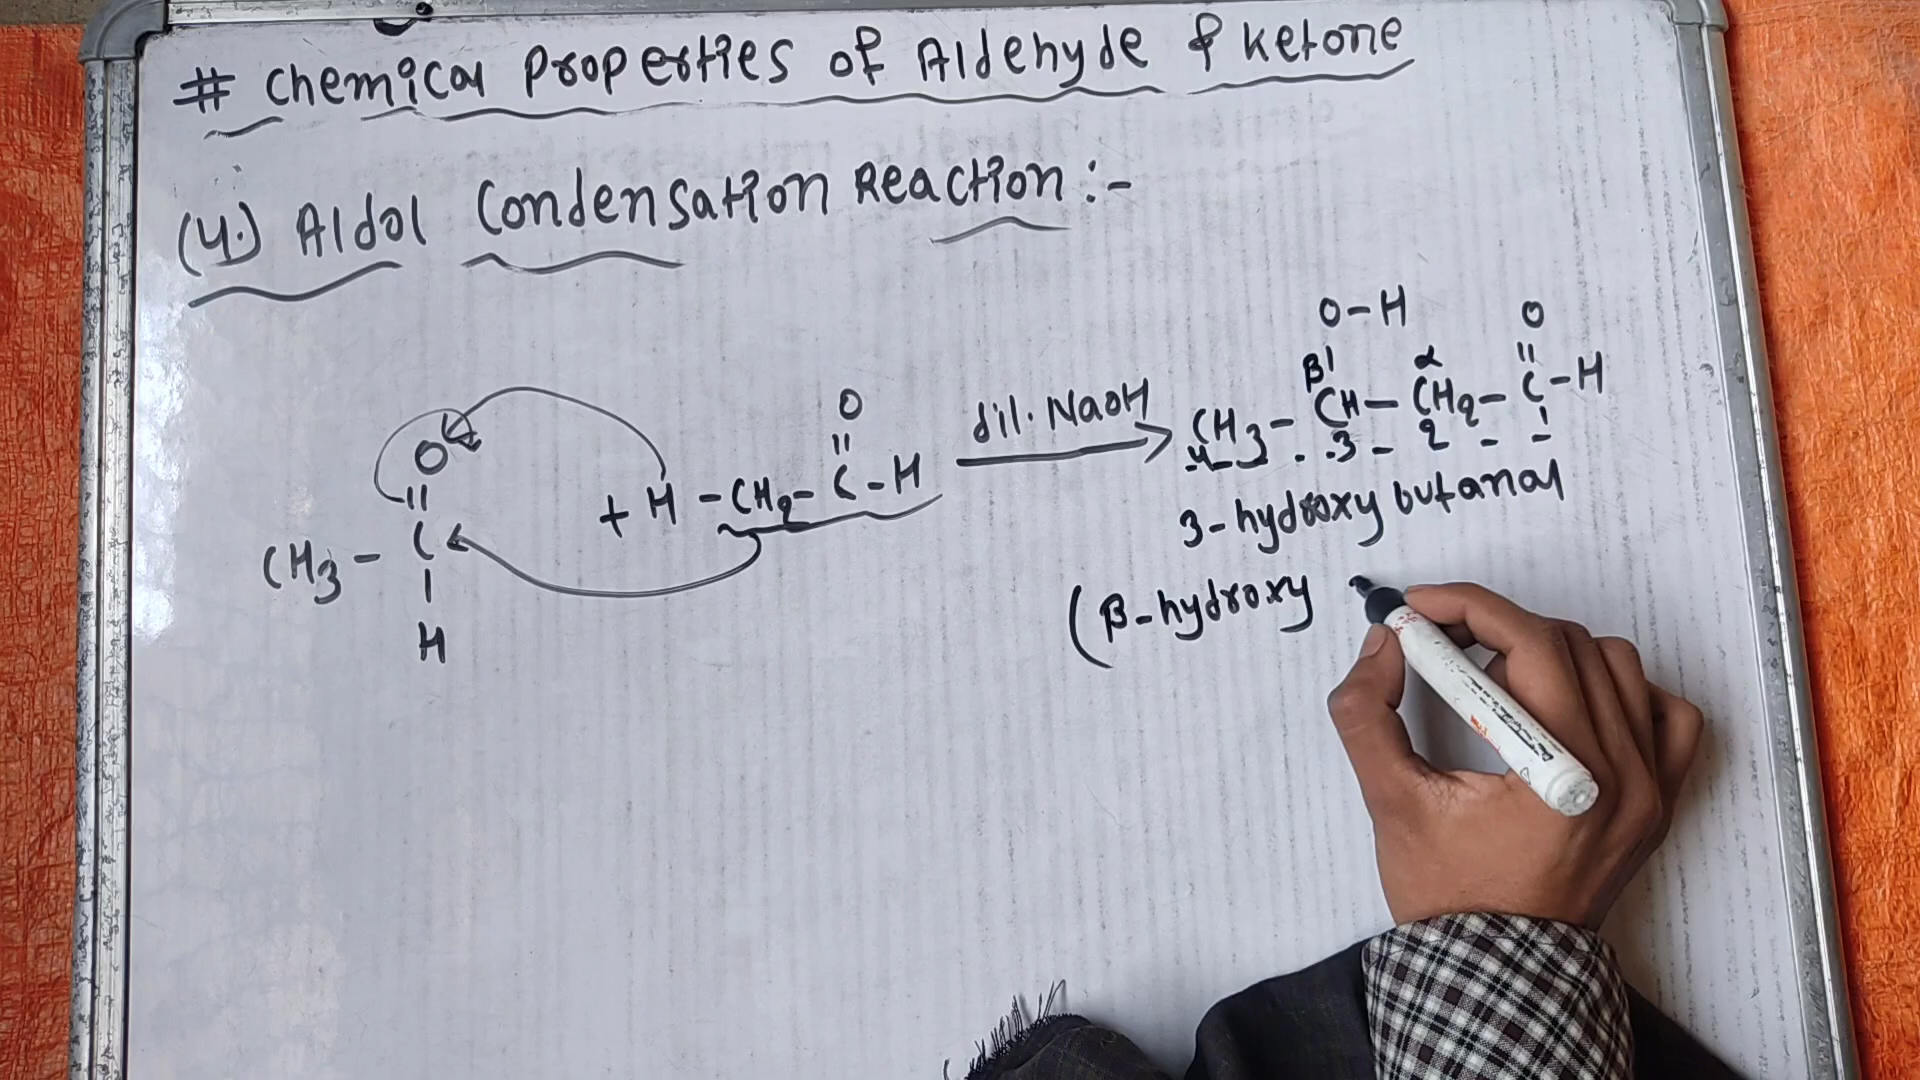 # Chemical Properties of Aldehyde & Ketone
(4.) Aldol Condensation Reaction :-
O-H O
β α
O
O
CH3 - CH - CH2 - C - H
dil. NaOH
4 3 2 1
+ H - CH2 - C - H
3-hydroxy butanal
CH3 - C
H
(β-hydroxy